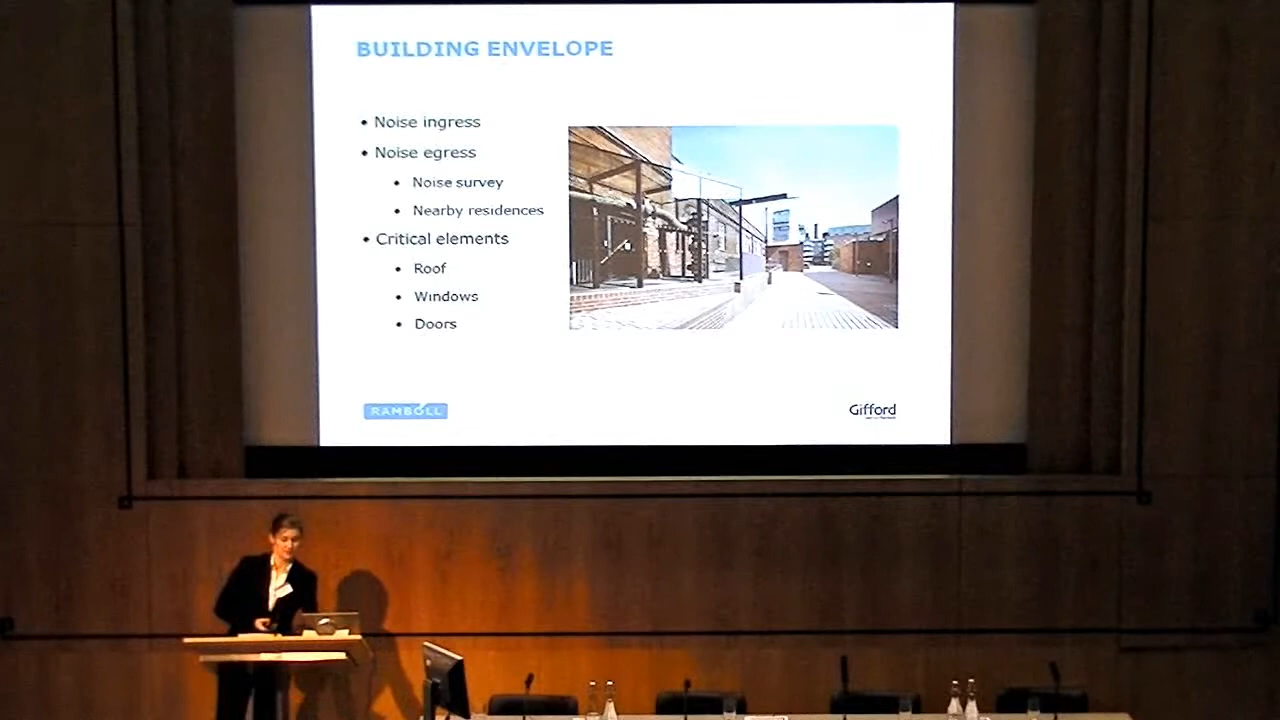 BUILDING ENVELOPE
• Noise ingress
• Noise egress
• Noise survey
• Nearby residences
• Critical elements
• Roof
• Windows
• Doors
RAMBOLL
Gifford